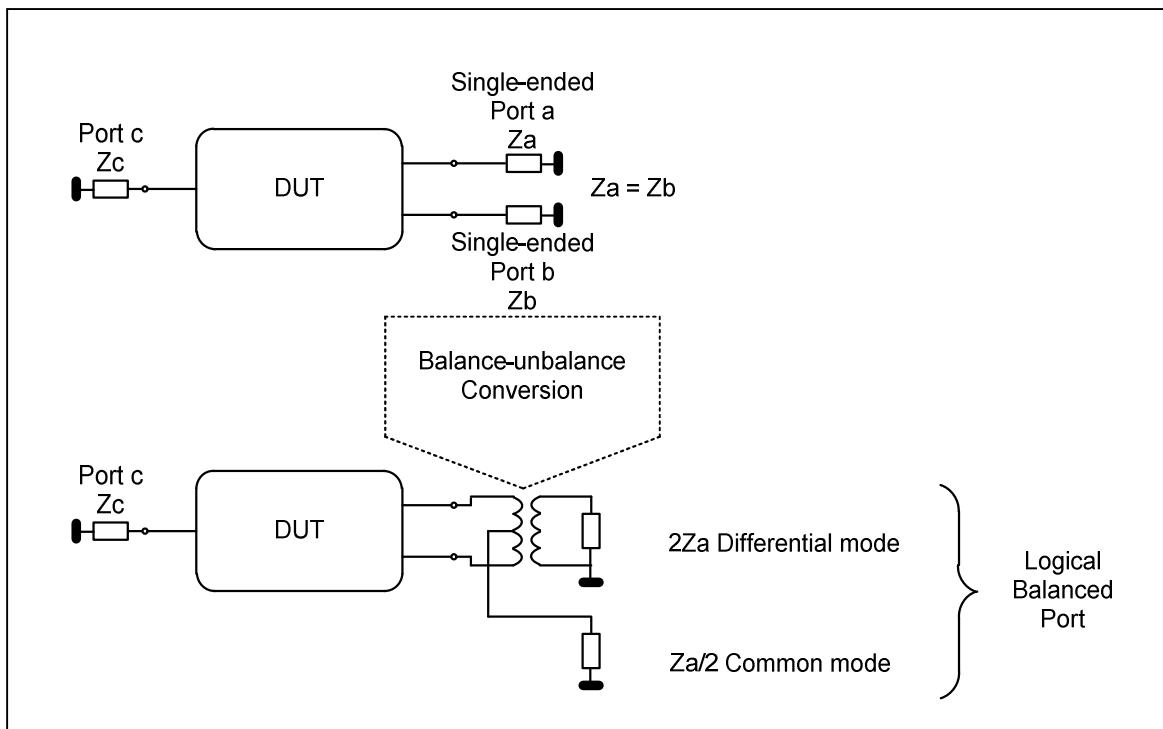 Single-ended
Port a
Za
Port c
Zc
DUT
Za = Zb
Single-ended
Port b
Zb
Balance-unbalance
Conversion
Port c
Zc
DUT
2Za Differential mode
Za/2 Common mode
Logical
Balanced
Port